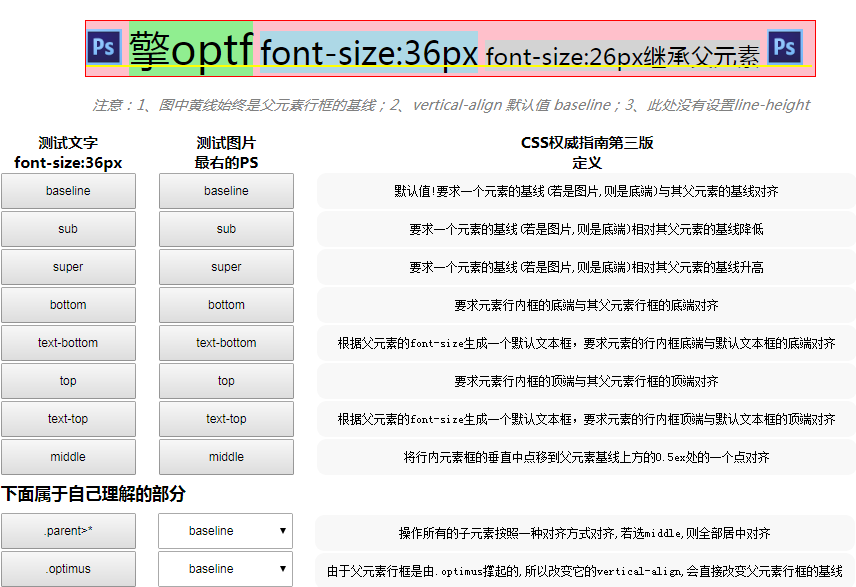 Ps 擎optf font-size:36px font-size:26px继承父元素 Ps
注意：1、图中黄线始终是父元素行框的基线；2、vertical-align 默认值 baseline；3、此处没有设置line-height
测试文字 测试图片 CSS权威指南第三版
font-size:36px 最右的PS 定义
baseline baseline 默认值!要求一个元素的基线(若是图片,则是底端)与其父元素的基线对齐
sub sub 要求一个元素的基线(若是图片,则是底端)相对其父元素的基线降低
super super 要求一个元素的基线(若是图片,则是底端)相对其父元素的基线升高
bottom bottom 要求元素行内框的底端与其父元素行框的底端对齐
text-bottom text-bottom 根据父元素的font-size生成一个默认文本框，要求元素的行内框底端与默认文本框的底端对齐
top top 要求元素行内框的顶端与其父元素行框的顶端对齐
text-top text-top 根据父元素的font-size生成一个默认文本框，要求元素的行内框顶端与默认文本框的顶端对齐
middle middle 将行内元素框的垂直中点移到父元素基线上方的0.5ex处的一个点对齐
下面属于自己理解的部分
.parent>* baseline 操作所有的子元素按照一种对齐方式对齐,若选middle,则全部居中对齐
.optimus baseline 由于父元素行框是由.optimus撑起的,所以改变它的vertical-align,会直接改变父元素行框的基线